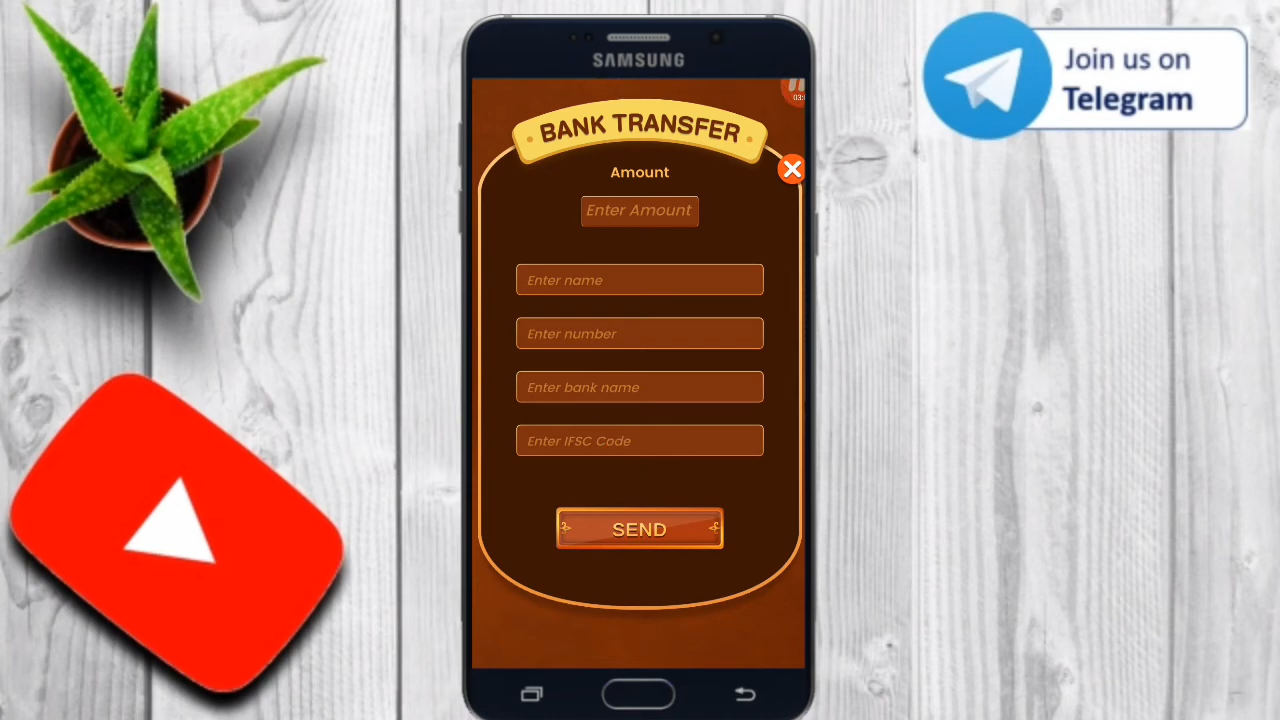 SAMSUNG
Join us on
Telegram
03:
BANK TRANSFER
Amount
Enter Amount
Enter name
Enter number
Enter bank name
Enter IFSC Code
SEND